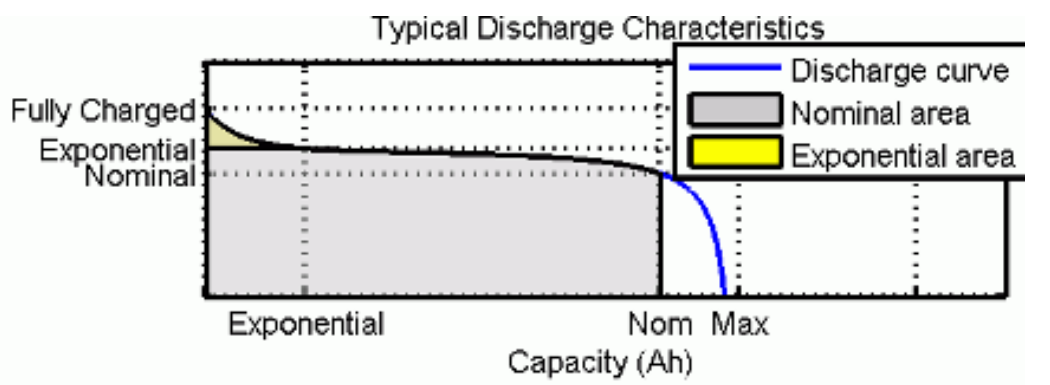 Typical Discharge Characteristics
Discharge curve
Nominal area
Exponential area
Fully Charged
Exponential
Nominal
Exponential
Nom Max
Capacity (Ah)